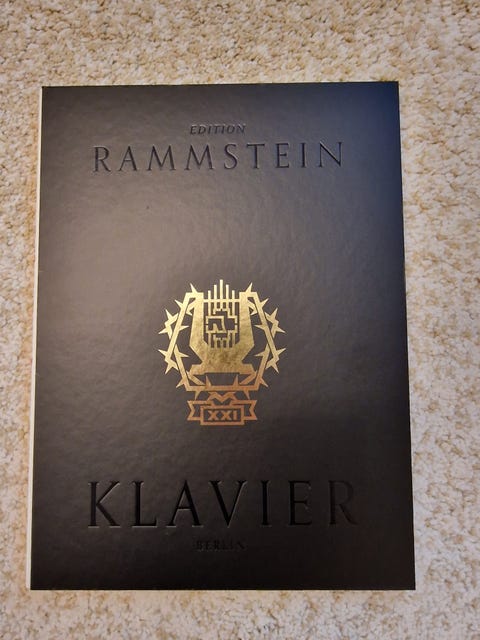 EDITION
RAMMSTEIN
XXI
KLAVIER
BERLIN